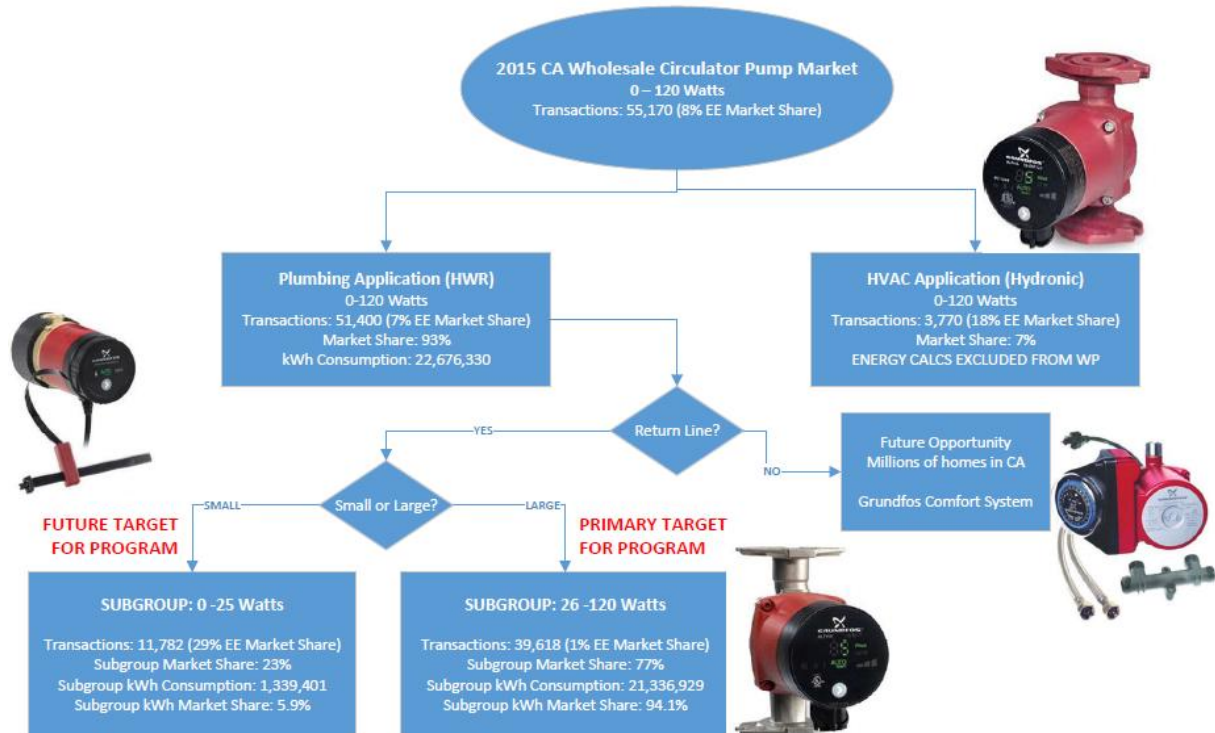 2015 CA Wholesale Circulator Pump Market
0 – 120 Watts
Transactions: 55,170 (8% EE Market Share)
GRUNDFOS
AUTO
Plumbing Application (HWR)
0-120 Watts
Transactions: 51,400 (7% EE Market Share)
Market Share: 93%
kWh Consumption: 22,676,330
HVAC Application (Hydronic)
0-120 Watts
Transactions: 3,770 (18% EE Market Share)
Market Share: 7%
ENERGY CALCS EXCLUDED FROM WP
GRUNDFOS
Return Line?
YES
NO
Future Opportunity
Millions of homes in CA
Grundfos Comfort System
Small or Large?
SMALL
LARGE
FUTURE TARGET
FOR PROGRAM
PRIMARY TARGET
FOR PROGRAM
SUBGROUP: 0 -25 Watts
Transactions: 11,782 (29% EE Market Share)
Subgroup Market Share: 23%
Subgroup kWh Consumption: 1,339,401
Subgroup kWh Market Share: 5.9%
SUBGROUP: 26 -120 Watts
Transactions: 39,618 (1% EE Market Share)
Subgroup Market Share: 77%
Subgroup kWh Consumption: 21,336,929
Subgroup kWh Market Share: 94.1%
GRUNDFOS
AUTO